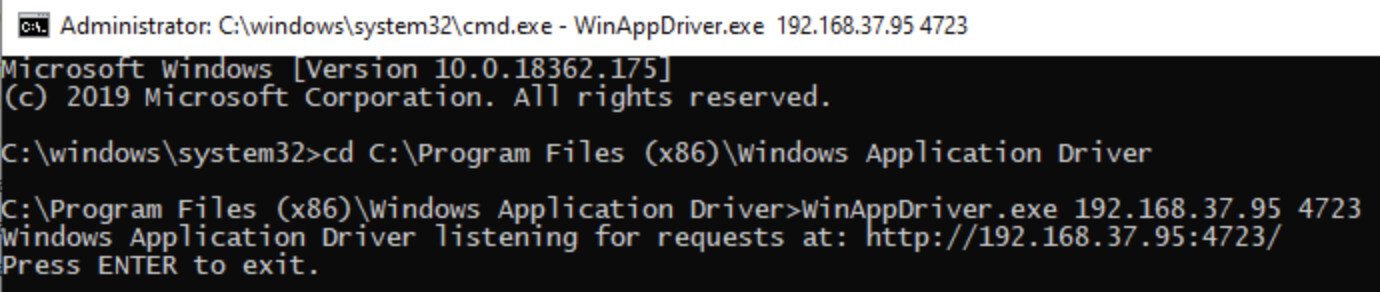 Administrator: C:\windows\system32\cmd.exe - WinAppDriver.exe  192.168.37.95 4723
Microsoft Windows [Version 10.0.18362.175]
(c) 2019 Microsoft Corporation. All rights reserved.
C:\windows\system32>cd C:\Program Files (x86)\Windows Application Driver
C:\Program Files (x86)\Windows Application Driver>WinAppDriver.exe 192.168.37.95 4723
Windows Application Driver listening for requests at: http://192.168.37.95:4723/
Press ENTER to exit.